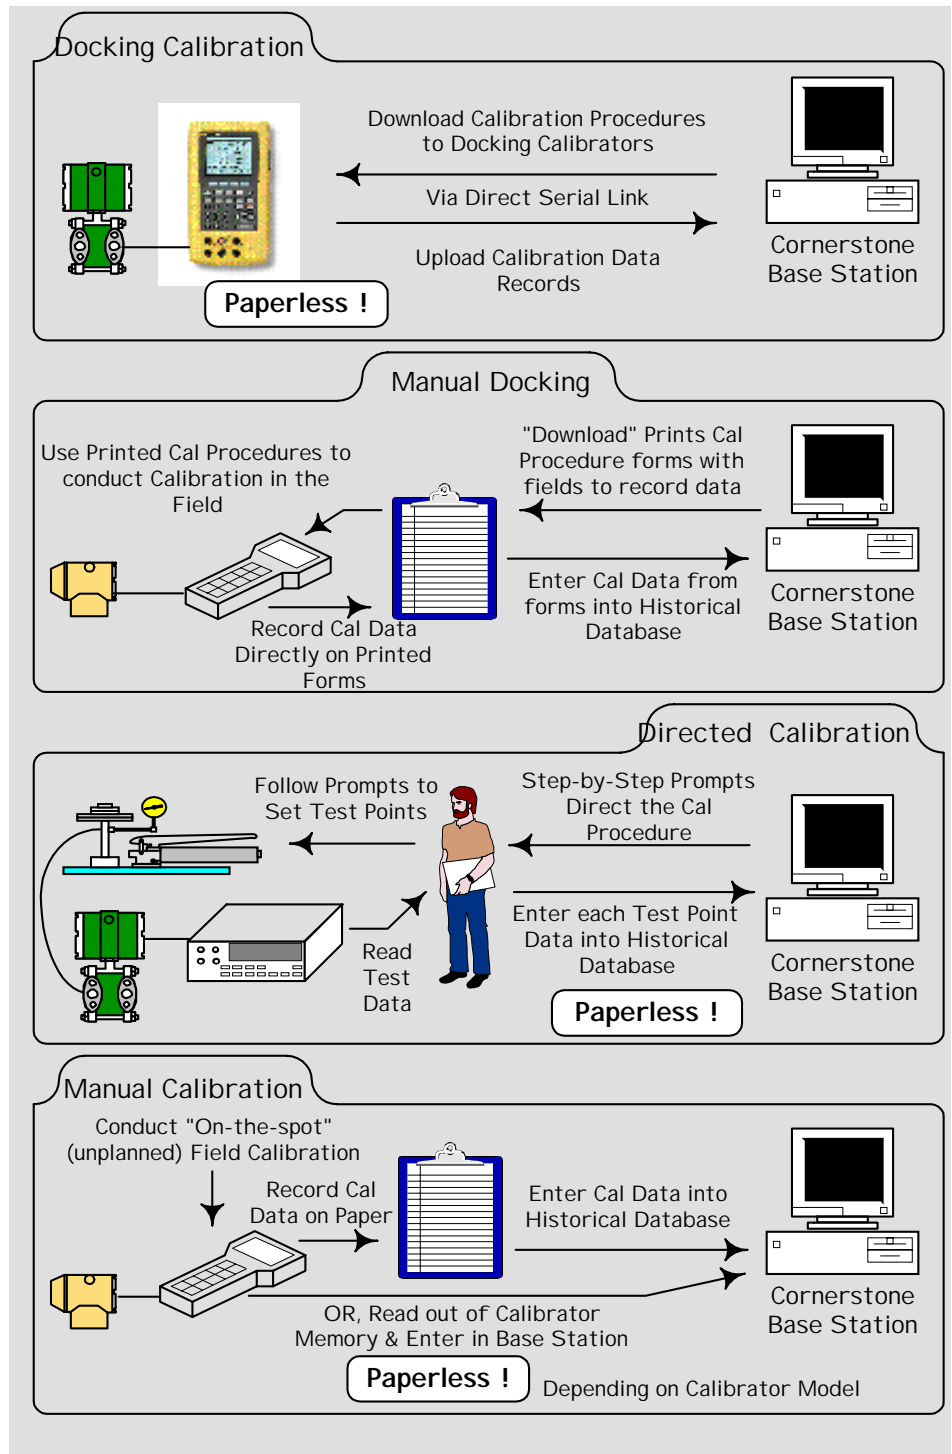 Docking Calibration
Download Calibration Procedures
to Docking Calibrators
Via Direct Serial Link
Upload Calibration Data
Records
Cornerstone
Base Station
Paperless !
Manual Docking
Use Printed Cal Procedures to
conduct Calibration in the
Field
"Download" Prints Cal
Procedure forms with
fields to record data
Enter Cal Data from
forms into Historical
Database
Record Cal Data
Directly on Printed
Forms
Cornerstone
Base Station
Directed Calibration
Follow Prompts to
Set Test Points
Step-by-Step Prompts
Direct the Cal
Procedure
Read
Test
Data
Enter each Test Point
Data into Historical
Database
Cornerstone
Base Station
Paperless !
Manual Calibration
Conduct "On-the-spot"
(unplanned) Field Calibration
Record Cal
Data on Paper
Enter Cal Data into
Historical Database
OR, Read out of Calibrator
Memory & Enter in Base Station
Cornerstone
Base Station
Paperless !
Depending on Calibrator Model